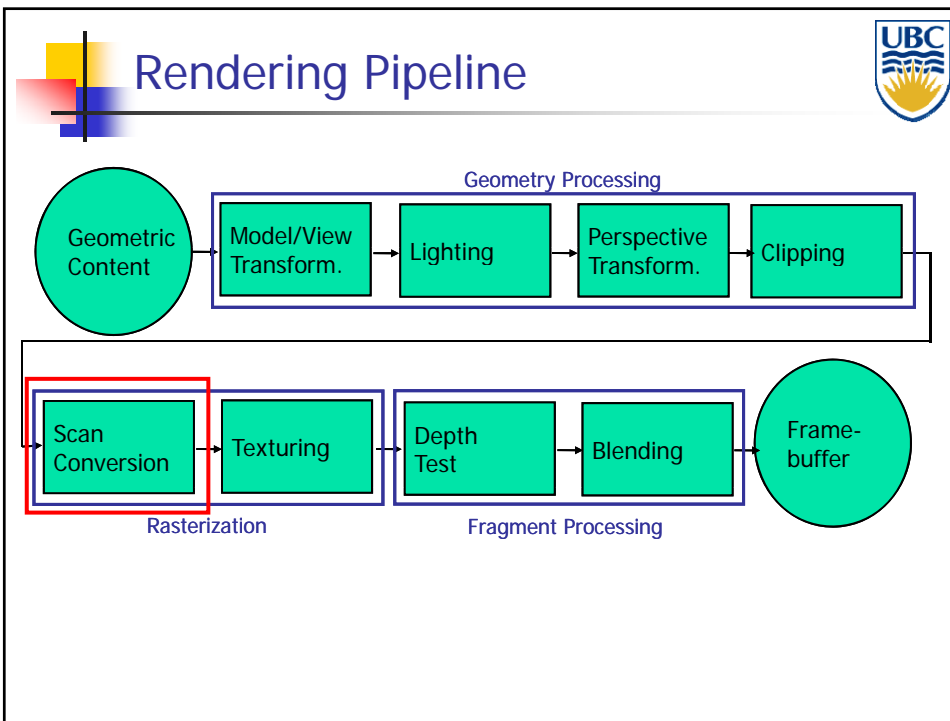 Rendering Pipeline
UBC
Geometry Processing
Geometric
Content
Model/View
Transform.
Lighting
Perspective
Transform.
Clipping
Scan
Conversion
Texturing
Depth
Test
Blending
Frame-
buffer
Rasterization
Fragment Processing